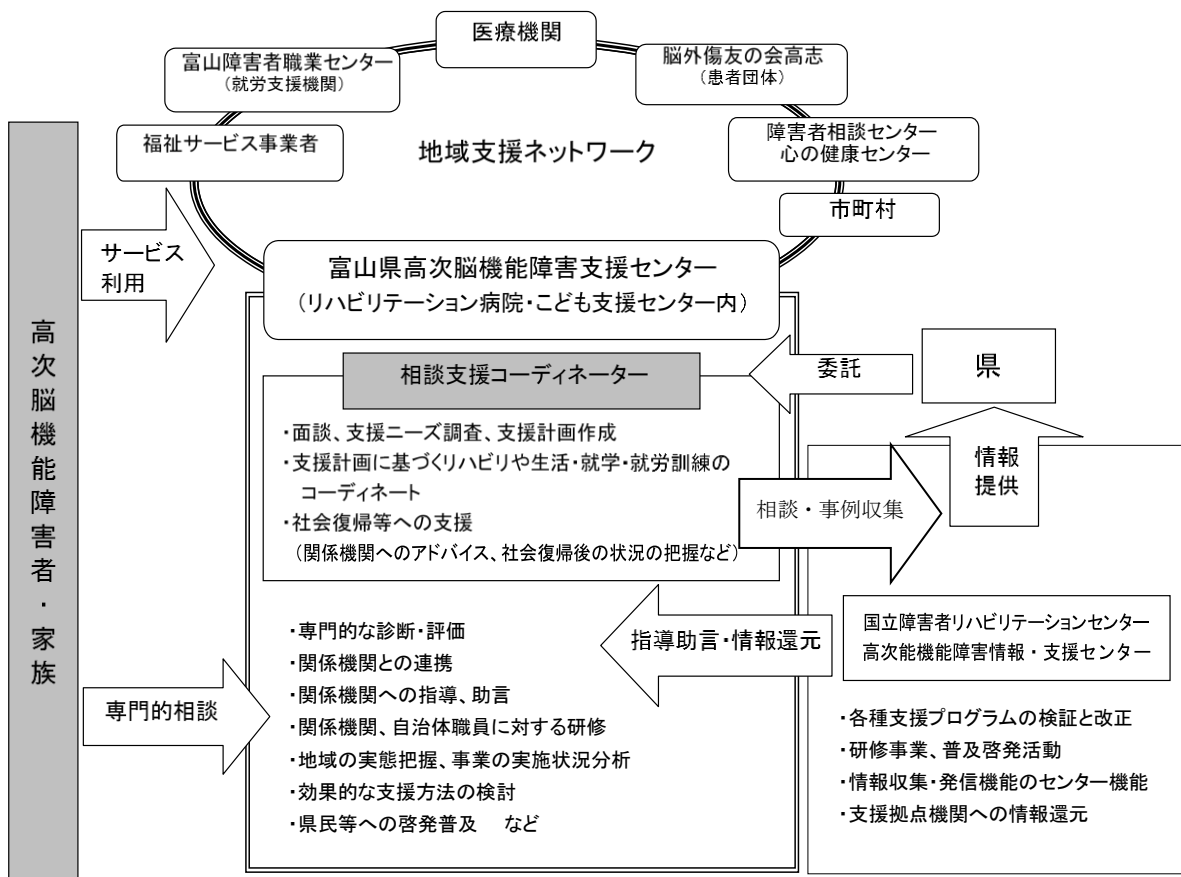 医療機関
富山障害者職業センター
（就労支援機関）
脳外傷友の会高志
（患者団体）
福祉サービス事業者
地域支援ネットワーク
障害者相談センター
心の健康センター
市町村
サービス
利用
富山県高次脳機能障害支援センター
（リハビリテーション病院・こども支援センター内）
高次脳機能障害者・家族
相談支援コーディネーター
委託
県
・面談、支援ニーズ調査、支援計画作成
・支援計画に基づくリハビリや生活・就学・就労訓練の
コーディネート
・社会復帰等への支援
（関係機関へのアドバイス、社会復帰後の状況の把握など）
相談・事例収集
情報
提供
国立障害者リハビリテーションセンター
高次能機能障害情報・支援センター
指導助言・情報還元
専門的相談
・専門的な診断・評価
・関係機関との連携
・関係機関への指導、助言
・関係機関、自治体職員に対する研修
・地域の実態把握、事業の実施状況分析
・効果的な支援方法の検討
・県民等への啓発普及　など
・各種支援プログラムの検証と改正
・研修事業、普及啓発活動
・情報収集・発信機能のセンター機能
・支援拠点機関への情報還元